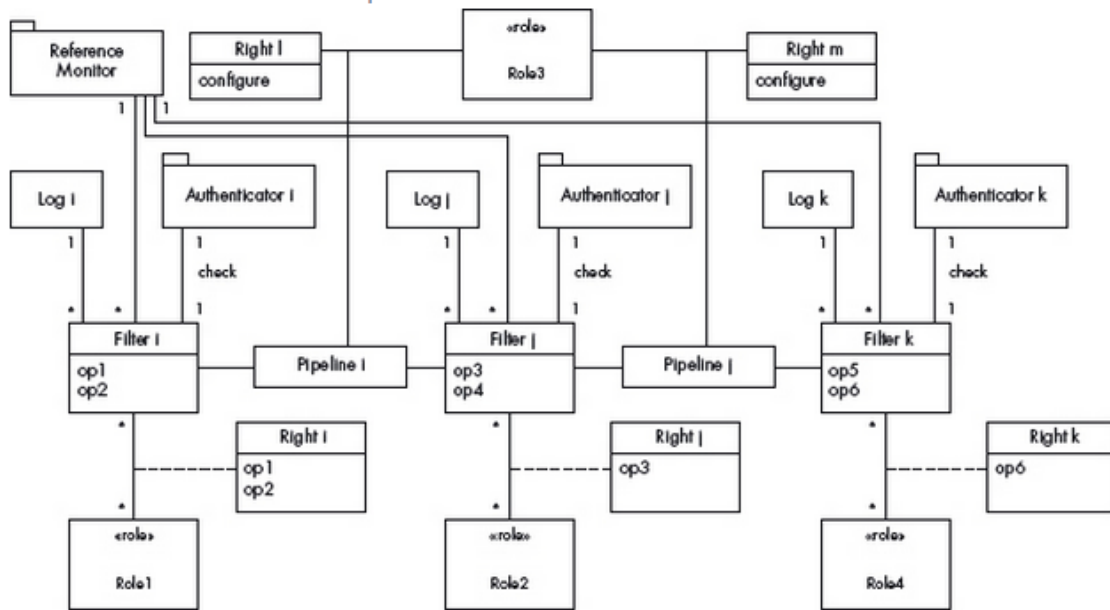 Reference
Monitor
Right l
configure
«role»
Role3
Right m
configure
1
1
Log i
Authenticator i
Log j
Authenticator j
Log k
Authenticator k
1
1
check
1
1
check
1
1
check
*
*
1
*
*
1
*
*
1
Filter i
op1
op2
Pipeline i
Filter j
op3
op4
Pipeline j
Filter k
op5
op6
*
*
*
Right i
op1
op2
Right j
op3
Right k
op6
*
*
*
«role»
Role1
«role»
Role2
«role»
Role4